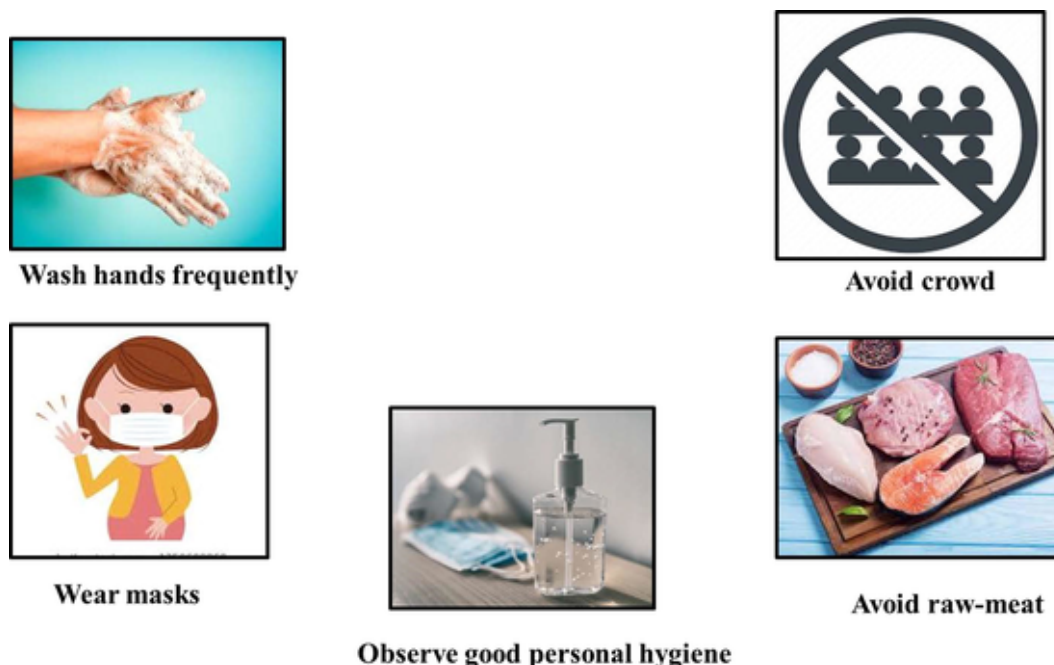 Wash hands frequently
Avoid crowd
Wear masks
Avoid raw-meat
Observe good personal hygiene